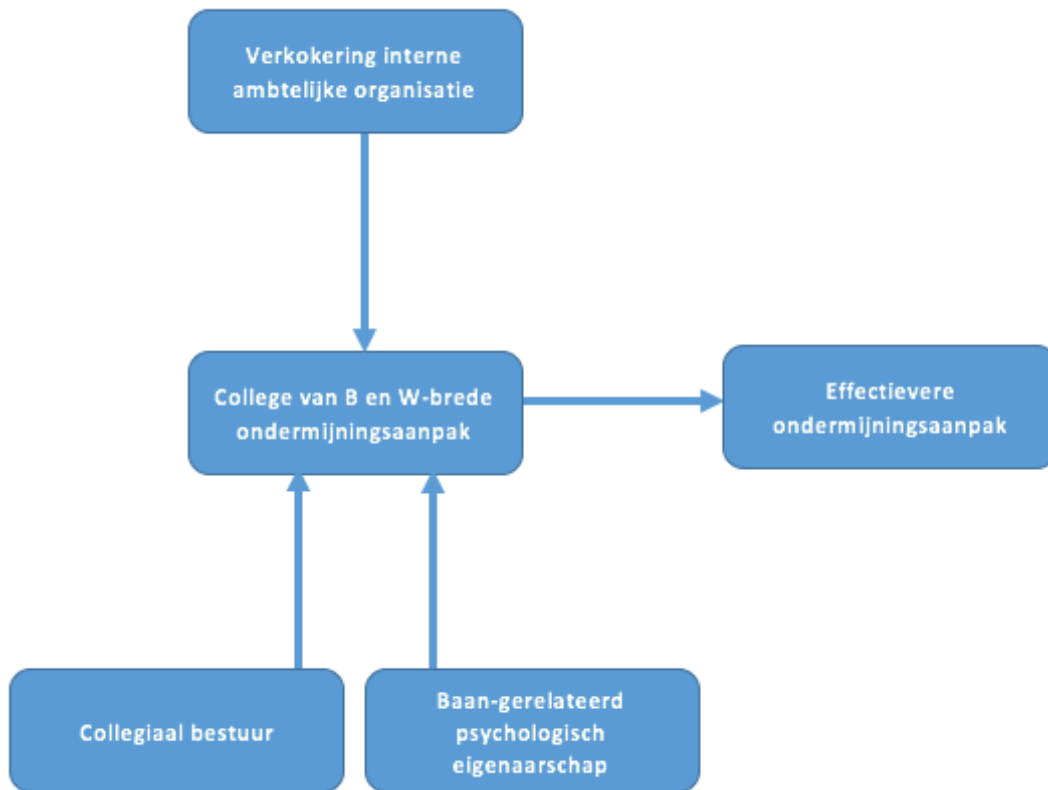 Verkokering interne
ambtelijke organisatie
College van B en W-brede
ondermijningsaanpak
Effectievere
ondermijningsaanpak
Collegiaal bestuur
Baan-gerelateerd
psychologisch
eigenaarschap